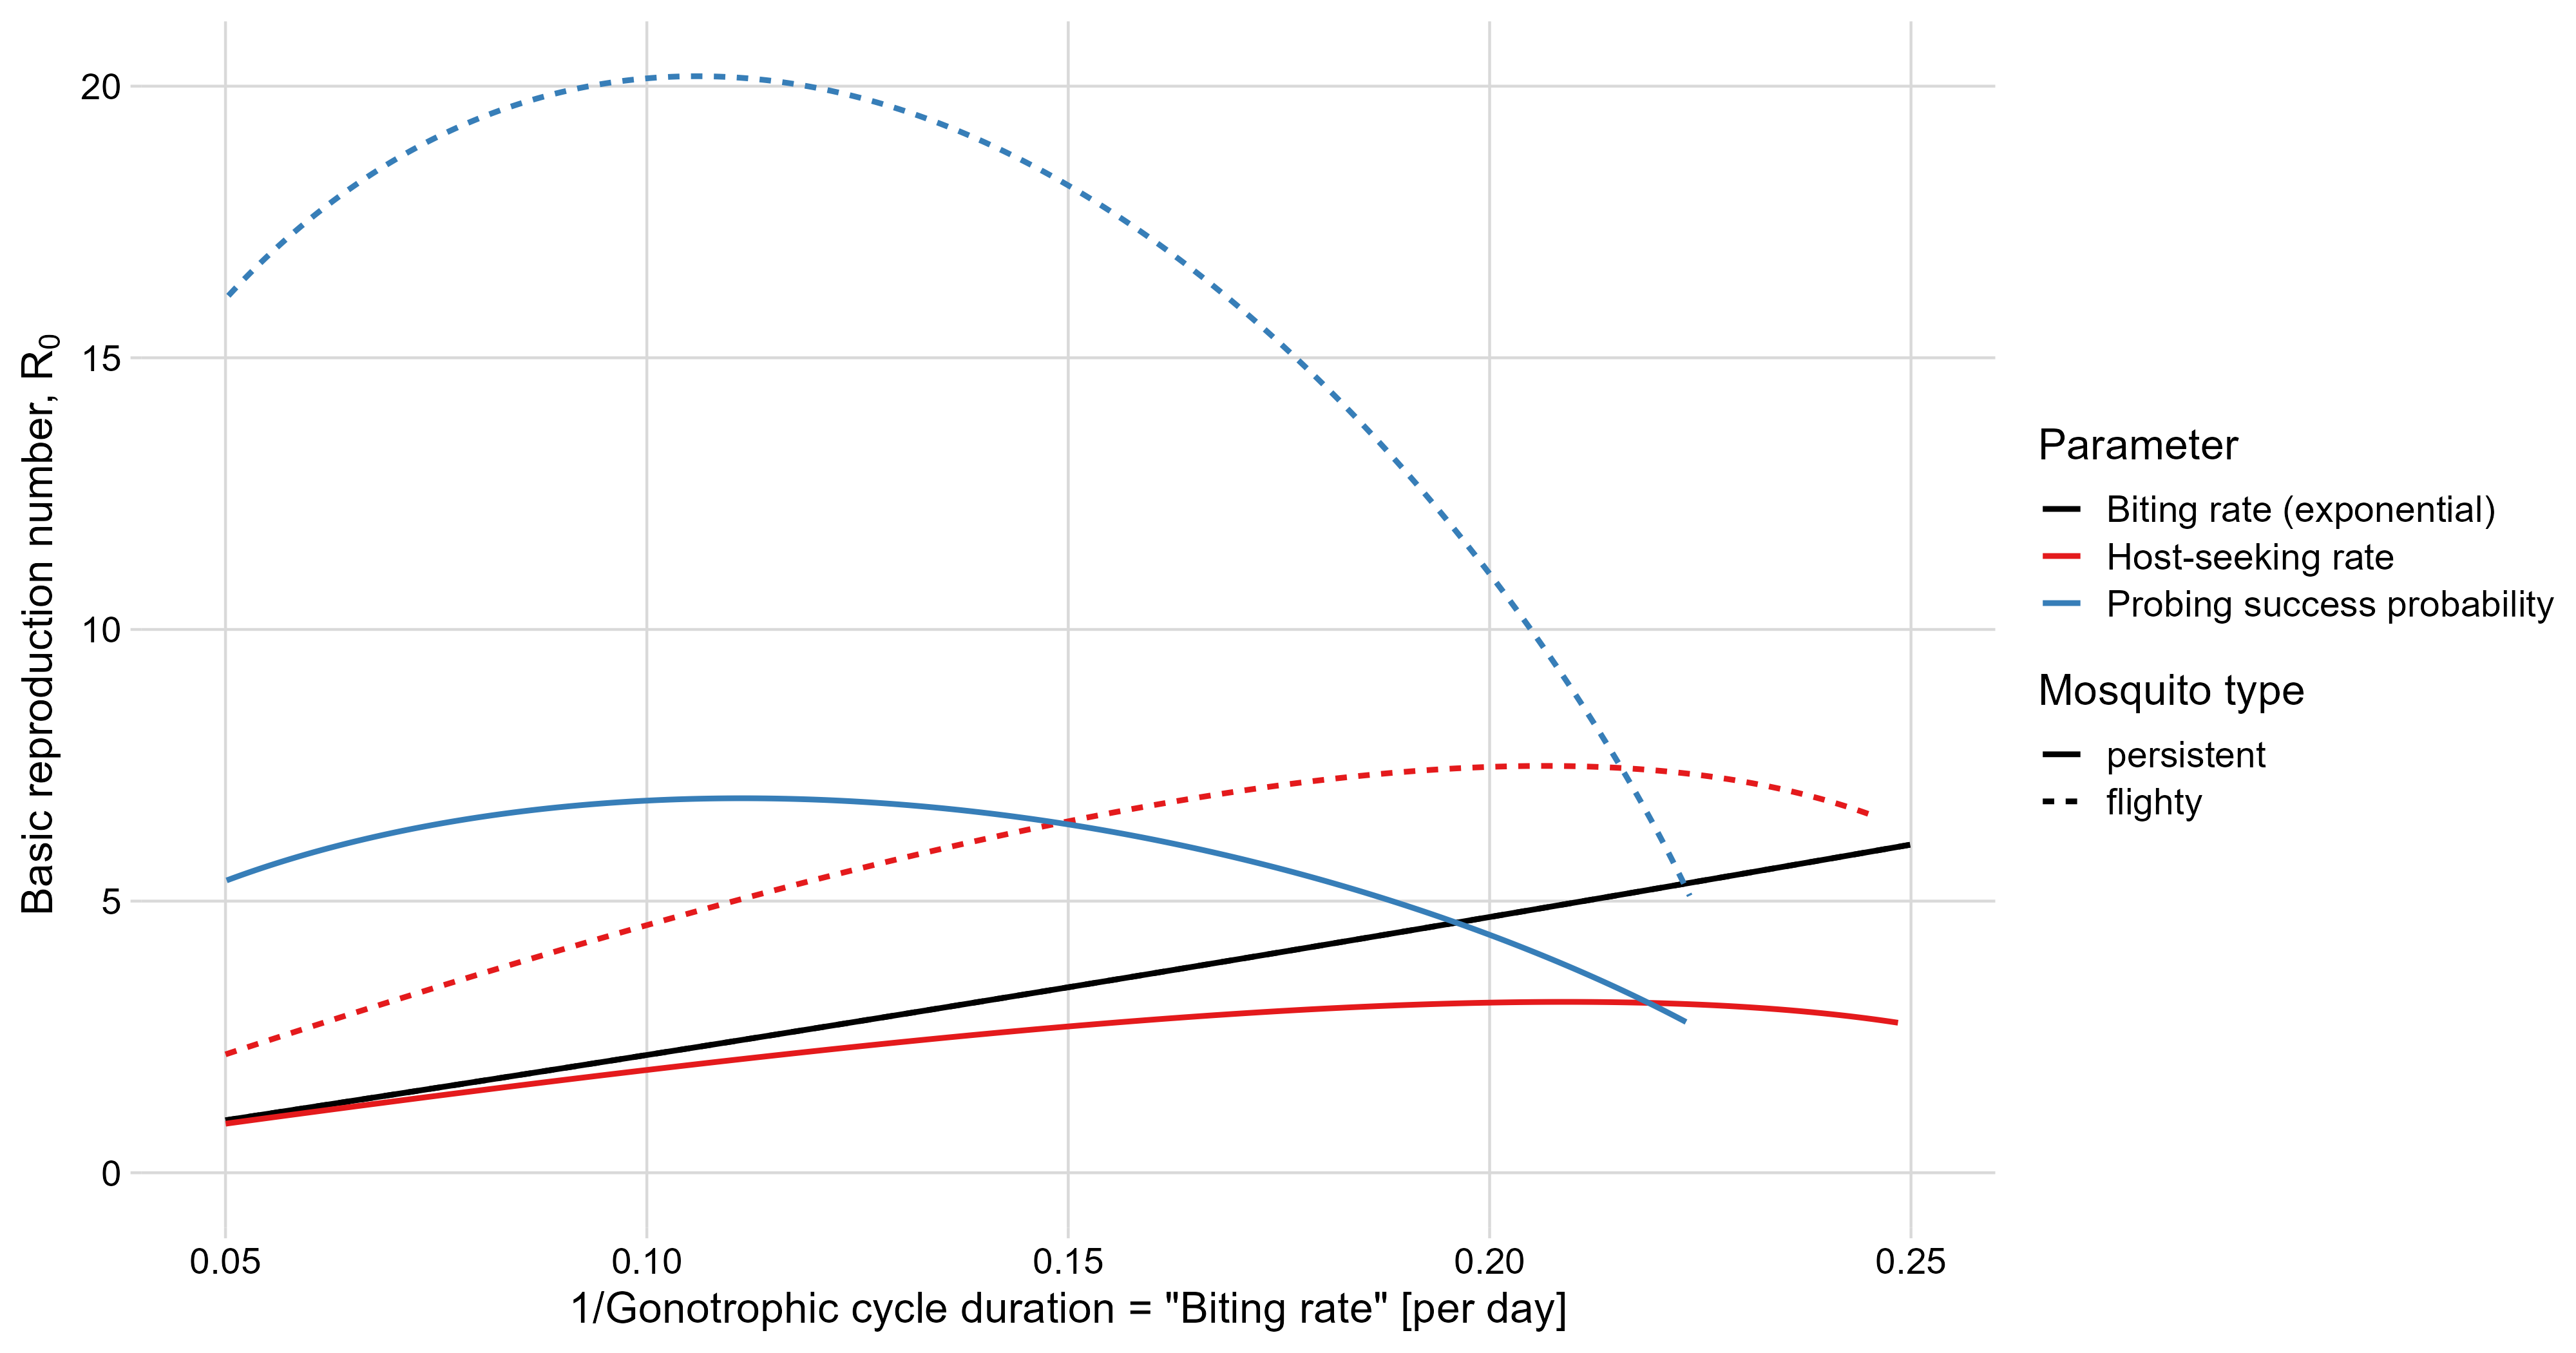 Basic reproduction number, R₀
20
15
10
5
0
0.05 0.10 0.15 0.20 0.25
1/Gonotrophic cycle duration = "Biting rate" [per day]
Parameter
Biting rate (exponential)
Host-seeking rate
Probing success probability
Mosquito type
persistent
flighty